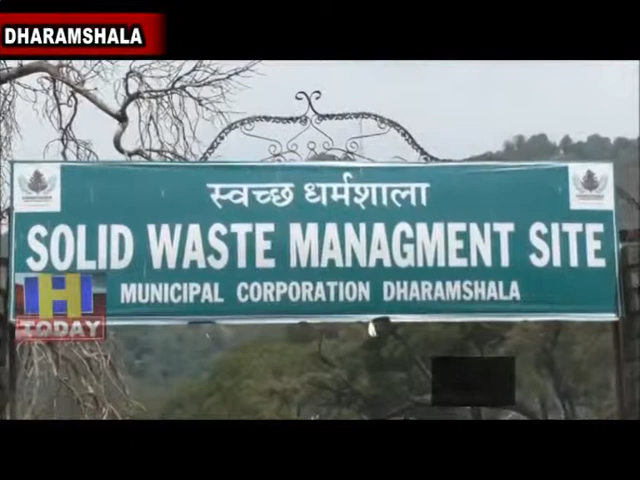 DHARAMSHALA
स्वच्छ धर्मशाला
SOLID WASTE MANAGMENT SITE
MUNICIPAL CORPORATION DHARAMSHALA
H
TODAY